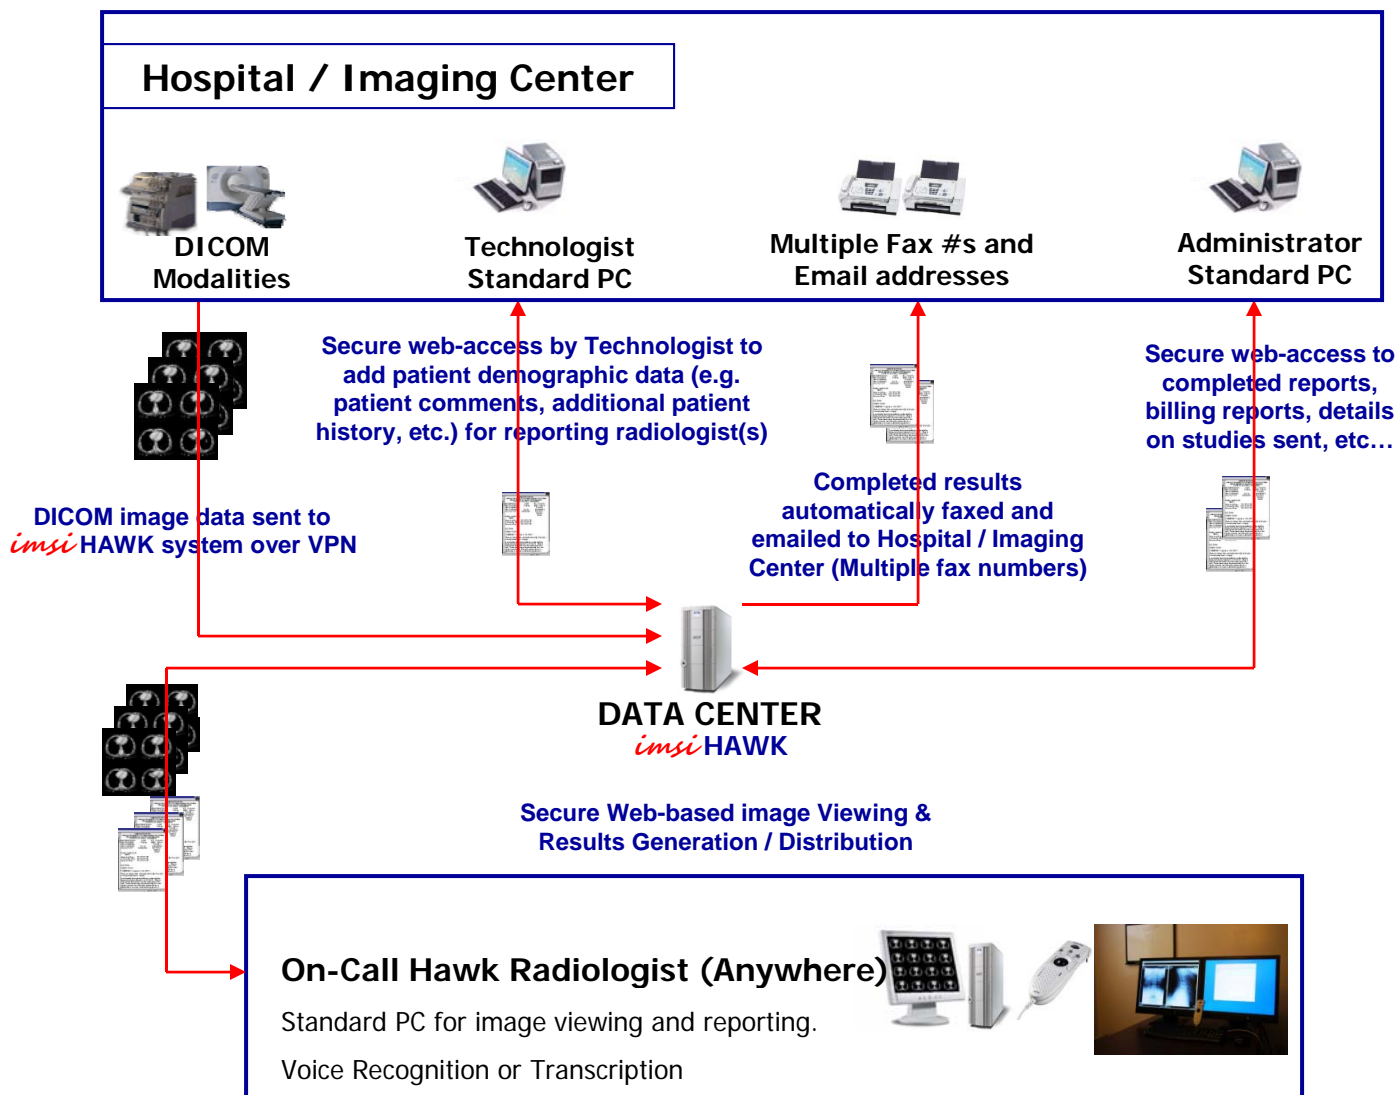 Hospital / Imaging Center
DICOM
Modalities
Technologist
Standard PC
Multiple Fax #s and
Email addresses
Administrator
Standard PC
Secure web-access by Technologist to
add patient demographic data (e.g.
patient comments, additional patient
history, etc.) for reporting radiologist(s)
Secure web-access to
completed reports,
billing reports, details
on studies sent, etc…
DICOM image data sent to
imsi HAWK system over VPN
Completed results
automatically faxed and
emailed to Hospital / Imaging
Center (Multiple fax numbers)
DATA CENTER
imsi HAWK
Secure Web-based image Viewing &
Results Generation / Distribution
On-Call Hawk Radiologist (Anywhere)
Standard PC for image viewing and reporting.
Voice Recognition or Transcription